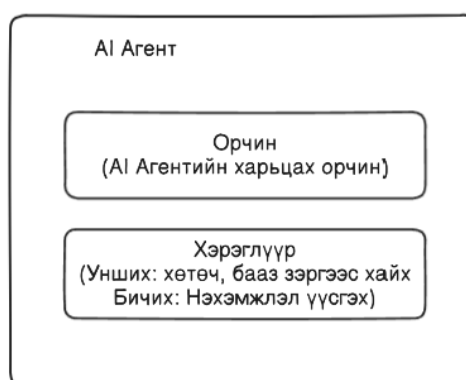 AI Агент
Орчин
(AI Агентийн харьцах орчин)
Хэрэглүүр
(Унших: хөтөч, бааз зэргээс хайх
Бичих: Нэхэмжлэл үүсгэх)